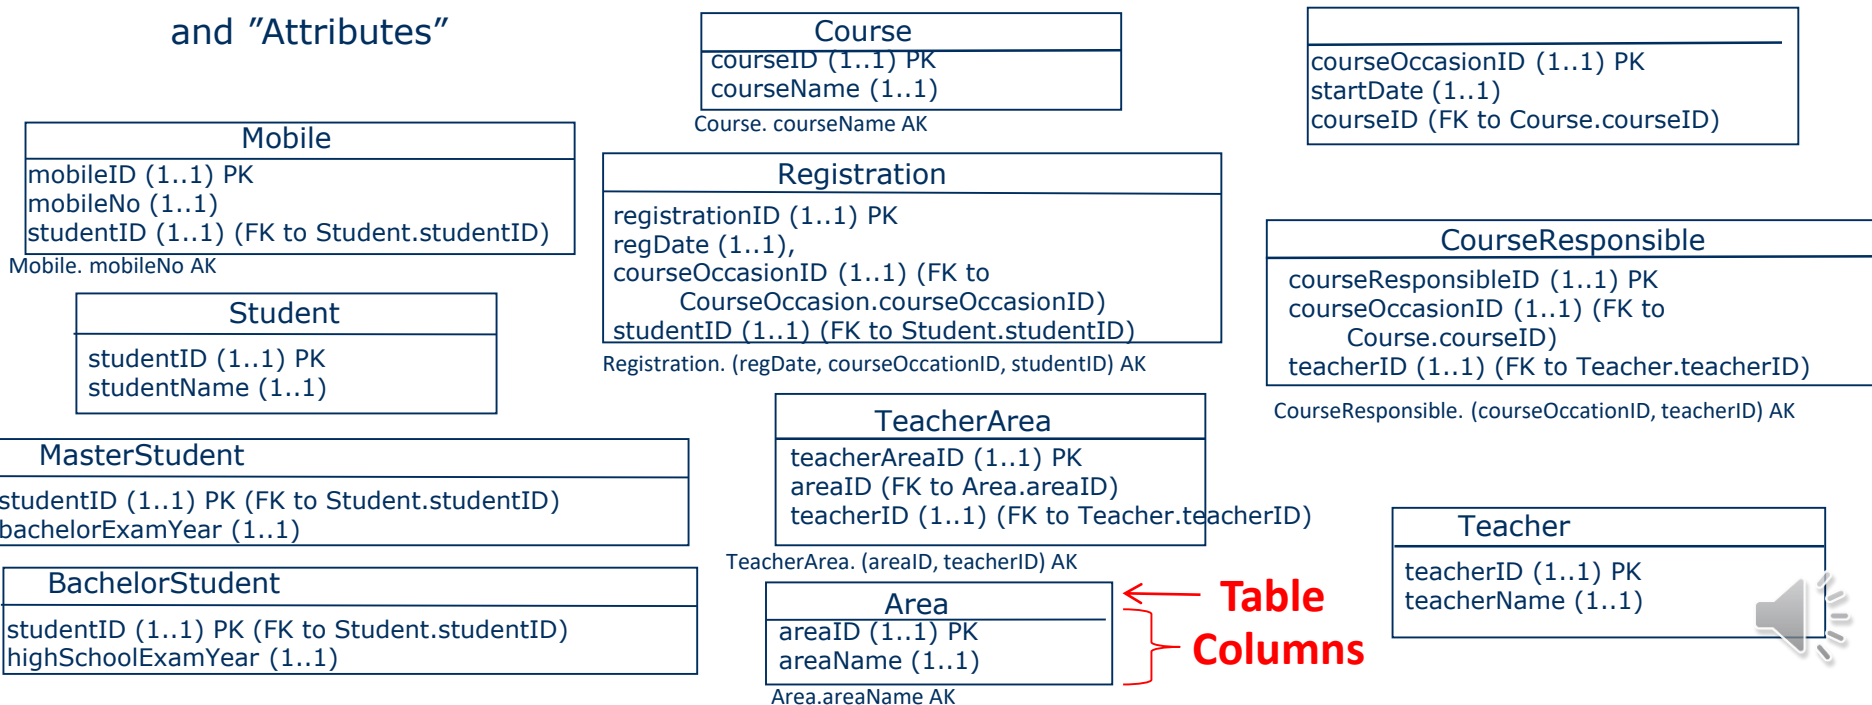 and ”Attributes”
Course
courseID (1..1) PK
courseName (1..1)
Course. courseName AK
courseOccasionID (1..1) PK
startDate (1..1)
courseID (FK to Course.courseID)
Mobile
mobileID (1..1) PK
mobileNo (1..1)
studentID (1..1) (FK to Student.studentID)
Mobile. mobileNo AK
Registration
registrationID (1..1) PK
regDate (1..1),
courseOccasionID (1..1) (FK to
CourseOccasion.courseOccasionID)
studentID (1..1) (FK to Student.studentID)
Registration. (regDate, courseOccationID, studentID) AK
CourseResponsible
courseResponsibleID (1..1) PK
courseOccasionID (1..1) (FK to
Course.courseID)
teacherID (1..1) (FK to Teacher.teacherID)
CourseResponsible. (courseOccationID, teacherID) AK
Student
studentID (1..1) PK
studentName (1..1)
MasterStudent
studentID (1..1) PK (FK to Student.studentID)
bachelorExamYear (1..1)
TeacherArea
teacherAreaID (1..1) PK
areaID (FK to Area.areaID)
teacherID (1..1) (FK to Teacher.teacherID)
TeacherArea. (areaID, teacherID) AK
Teacher
teacherID (1..1) PK
teacherName (1..1)
BachelorStudent
studentID (1..1) PK (FK to Student.studentID)
highSchoolExamYear (1..1)
Area
areaID (1..1) PK
areaName (1..1)
Area.areaName AK
Table
Columns